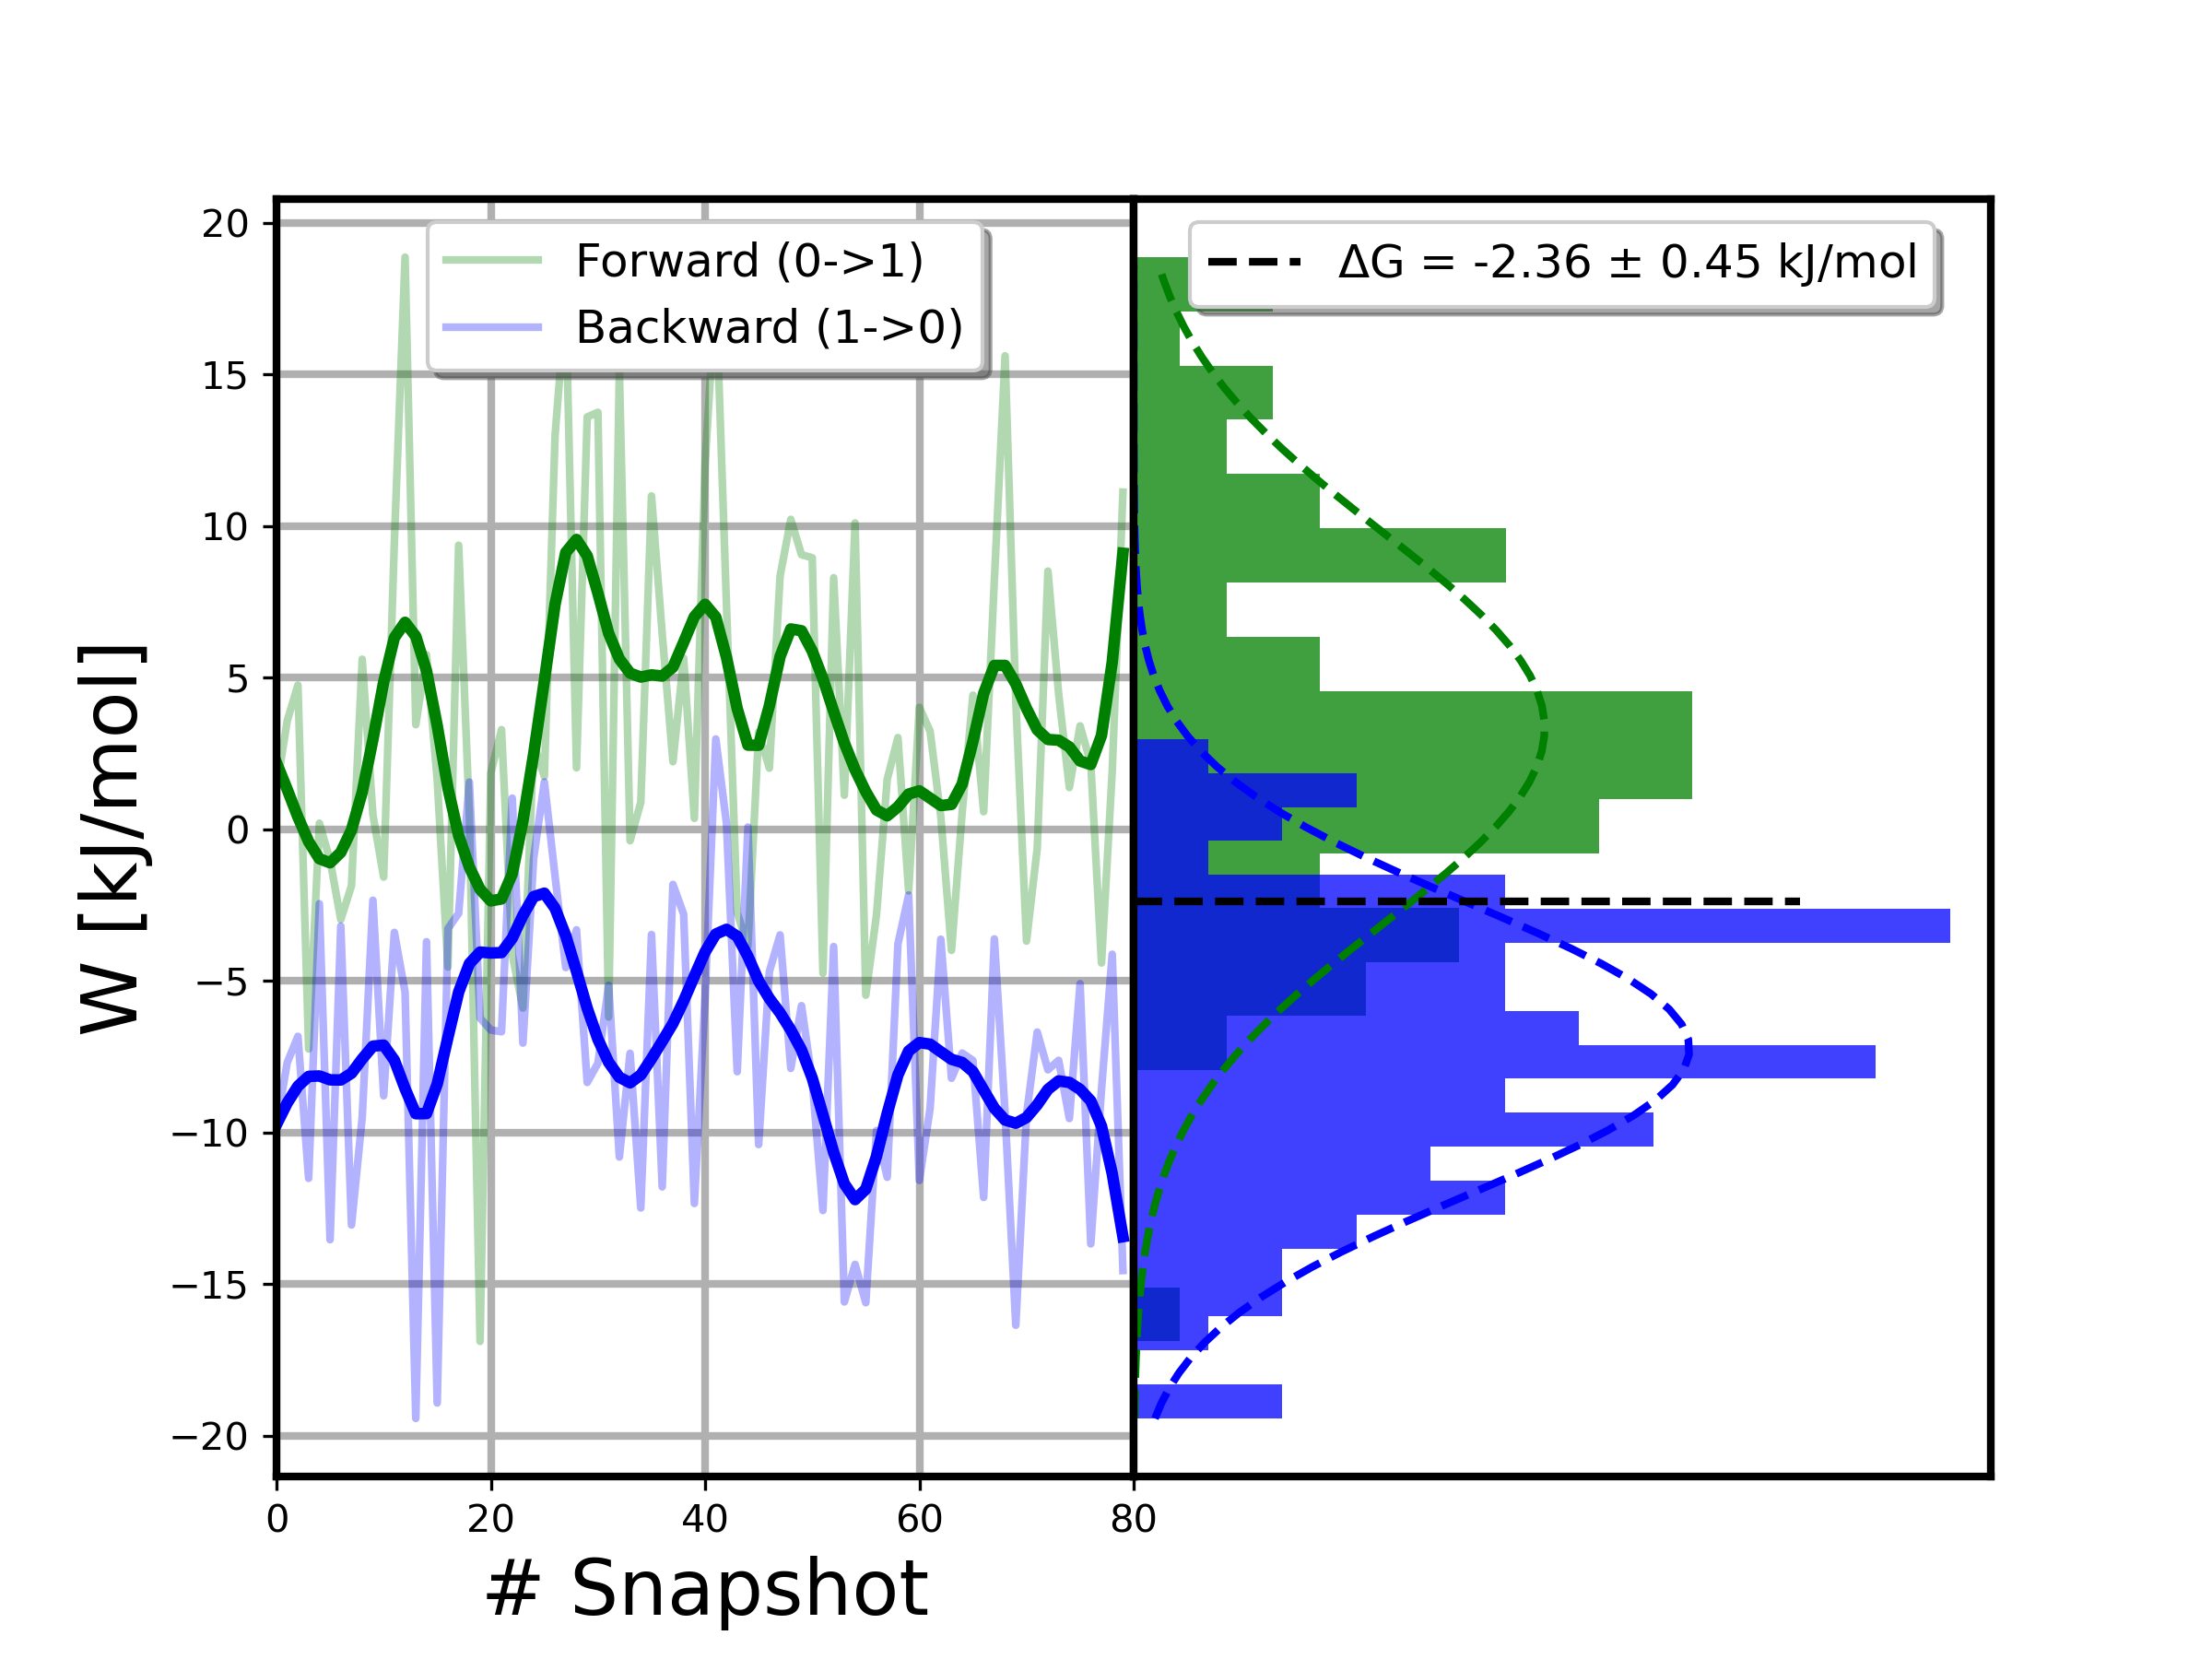 Forward (0->1)
Backward (1->0)
ΔG = -2.36 ± 0.45 kJ/mol
W [kJ/mol]
20
15
10
5
0
−5
−10
−15
−20
0 20 40 60 80
# Snapshot